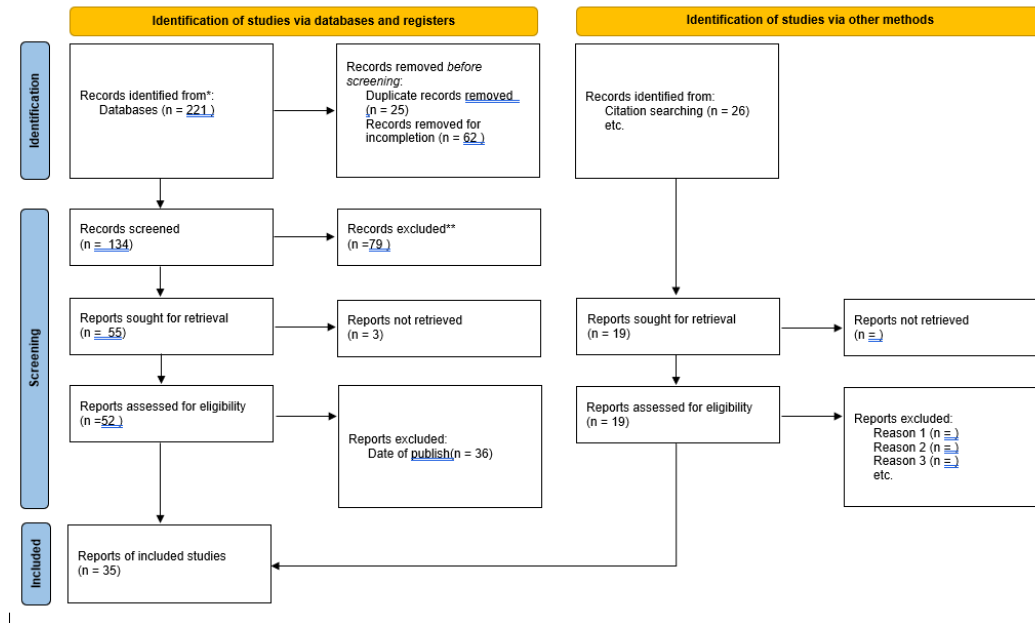 Identification of studies via databases and registers
Identification of studies via other methods
Identification
Records identified from*:
Databases (n = 221 )
Records removed before
screening:
Duplicate records removed
(n = 25)
Records removed for
incompletion (n = 62 )
Records identified from:
Citation searching (n = 26)
etc.
Screening
Records screened
(n = 134)
Records excluded**
(n =79 )
Reports sought for retrieval
(n = 55)
Reports not retrieved
(n = 3)
Reports sought for retrieval
(n = 19)
Reports not retrieved
(n = )
Reports assessed for eligibility
(n =52 )
Reports excluded:
Date of publish(n = 36)
Reports assessed for eligibility
(n = 19)
Reports excluded:
Reason 1 (n = )
Reason 2 (n = )
Reason 3 (n = )
etc.
Included
Reports of included studies
(n = 35)